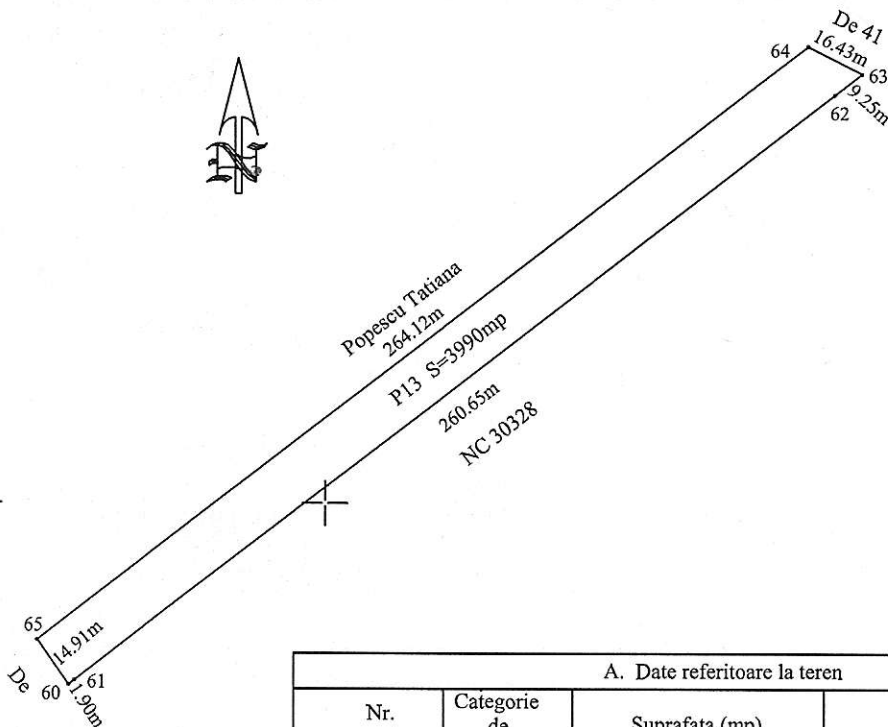 De 41
64
16.43m
63
9.25m
62
Popescu Tatiana
264.12m
P13 S=3990mp
260.65m
NC 30328
65
14.91m
De
60
61
1.90m
A. Date referitoare la teren
Nr.
Categorie
de
Suprafata (mp)